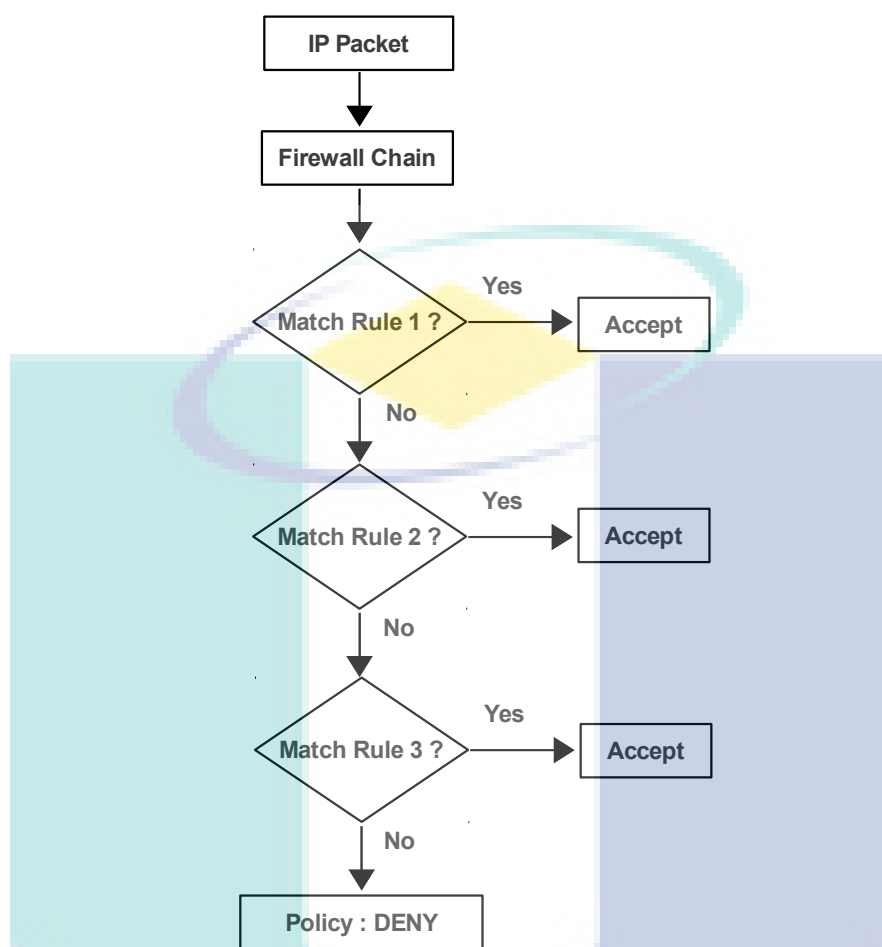 IP Packet
Firewall Chain
Match Rule 1 ?
Yes
Accept
No
Match Rule 2 ?
Yes
Accept
No
Match Rule 3 ?
Yes
Accept
No
Policy : DENY